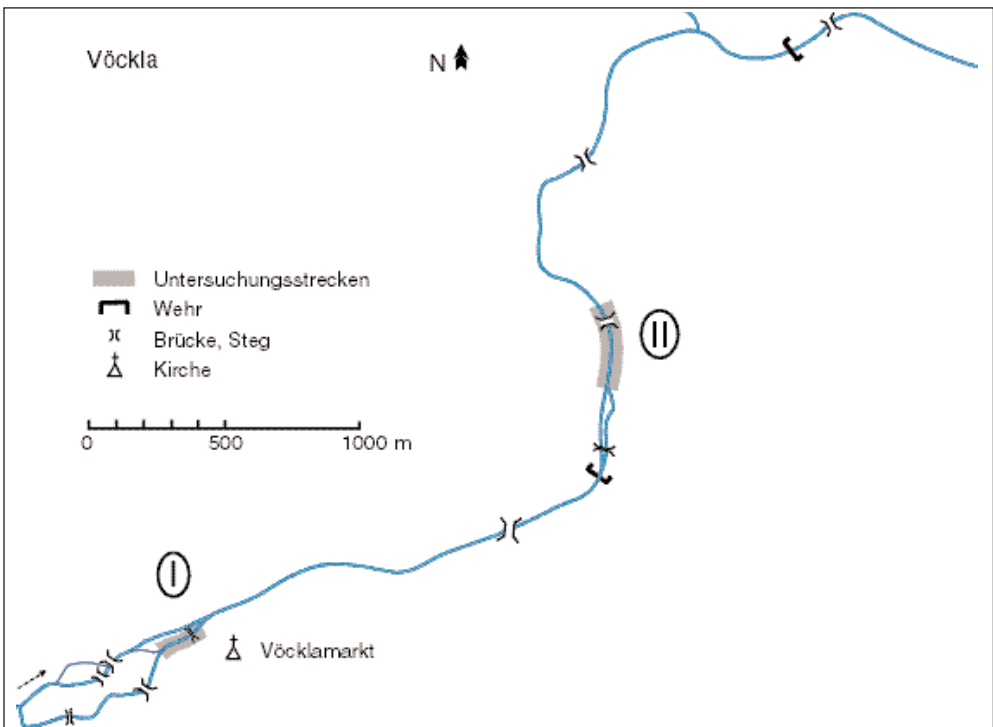 Vöckla
N
Untersuchungsstrecken
Wehr
Brücke, Steg
Kirche
0 500 1000 m
II
I
Vöcklamarkt